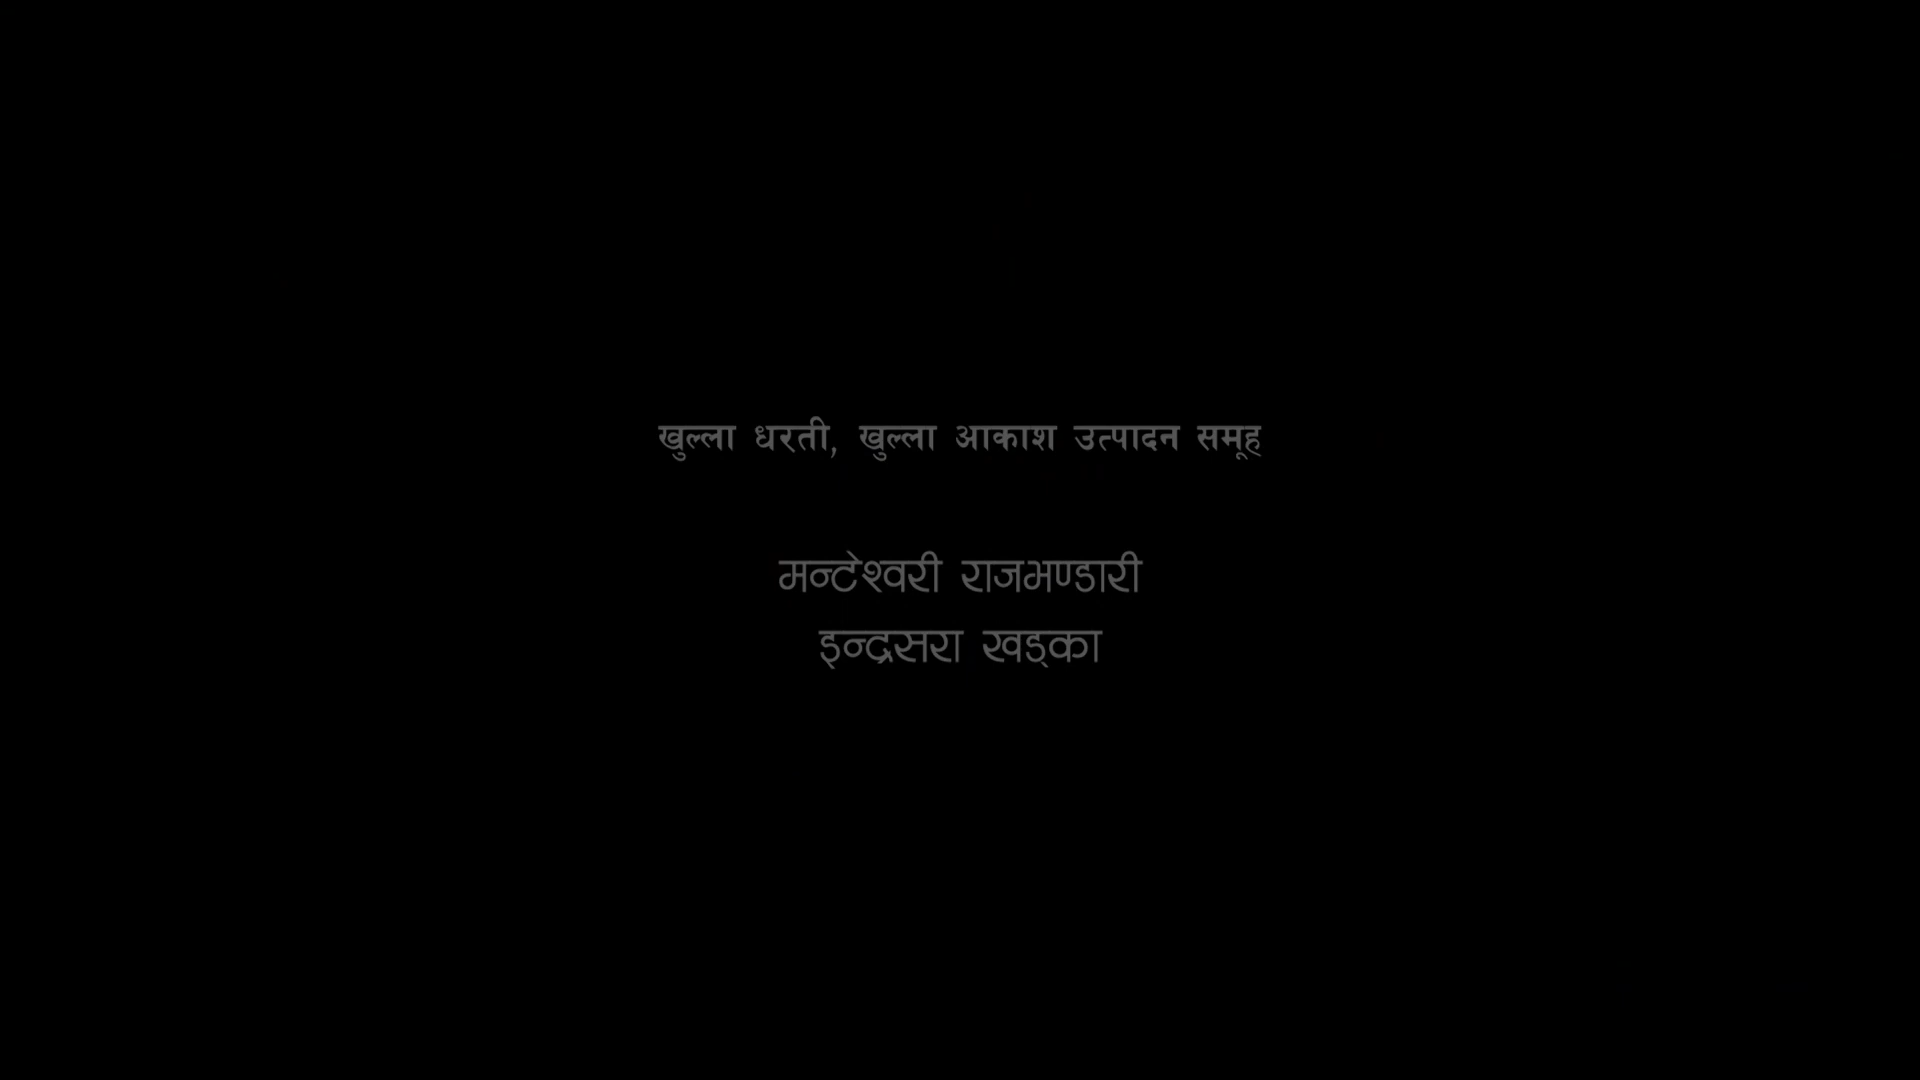 खुल्ला धरती, खुल्ला आकाश उत्पादन समूह
मन्टेश्वरी राजभण्डारी
इन्द्रसरा खड्का